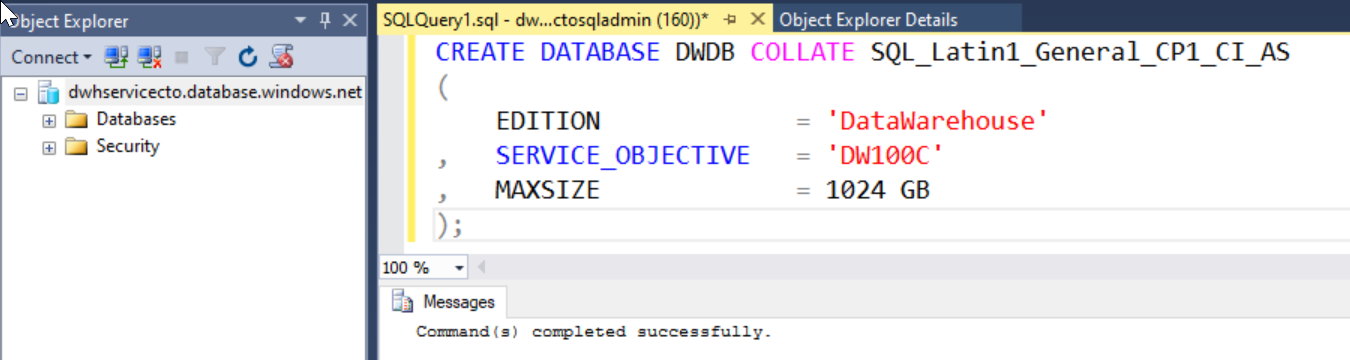 Object Explorer
Connect
dwhservicecto.database.windows.net
Databases
Security
SQLQuery1.sql - dw...ctosqladmin (160))*
Object Explorer Details
CREATE DATABASE DWDB COLLATE SQL_Latin1_General_CP1_CI_AS
(
EDITION = 'DataWarehouse'
, SERVICE_OBJECTIVE = 'DW100C'
, MAXSIZE = 1024 GB
);
100 %
Messages
Command(s) completed successfully.